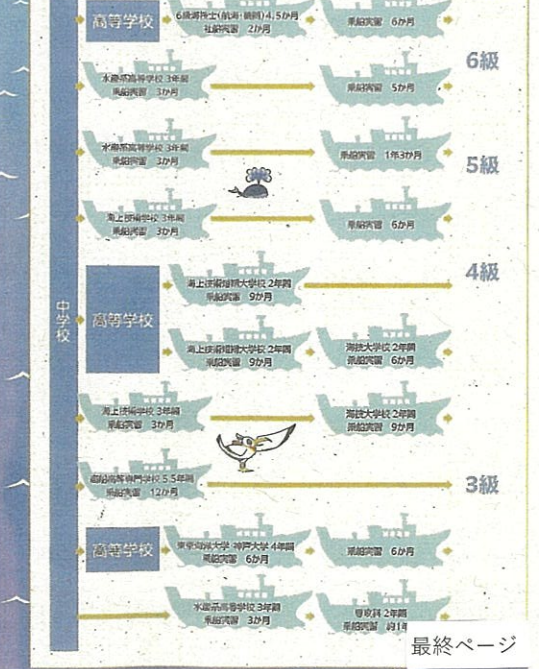 高等学校
6級海技士(航海・機関)4.5か月
社船実習 2か月
乗船実習 6か月
6級
水産系高等学校 3年間
乗船実習 3か月
乗船実習 5か月
水産系高等学校 3年間
乗船実習 3か月
乗船実習 1年3か月
5級
海上技術学校 3年間
乗船実習 3か月
乗船実習 6か月
中学校
高等学校
海上技術短期大学校 2年間
乗船実習 9か月
4級
海上技術短期大学校 2年間
乗船実習 9か月
海技大学校 2年間
乗船実習 6か月
海上技術学校 3年間
乗船実習 3か月
海技大学校 2年間
乗船実習 9か月
商船高等専門学校 5.5年間
乗船実習 12か月
3級
高等学校
東京海洋大学 神戸大学 4年間
乗船実習 6か月
乗船実習 6か月
水産系高等学校 3年間
乗船実習 3か月
専攻科 2年間
乗船実習 約1年
最終ページ